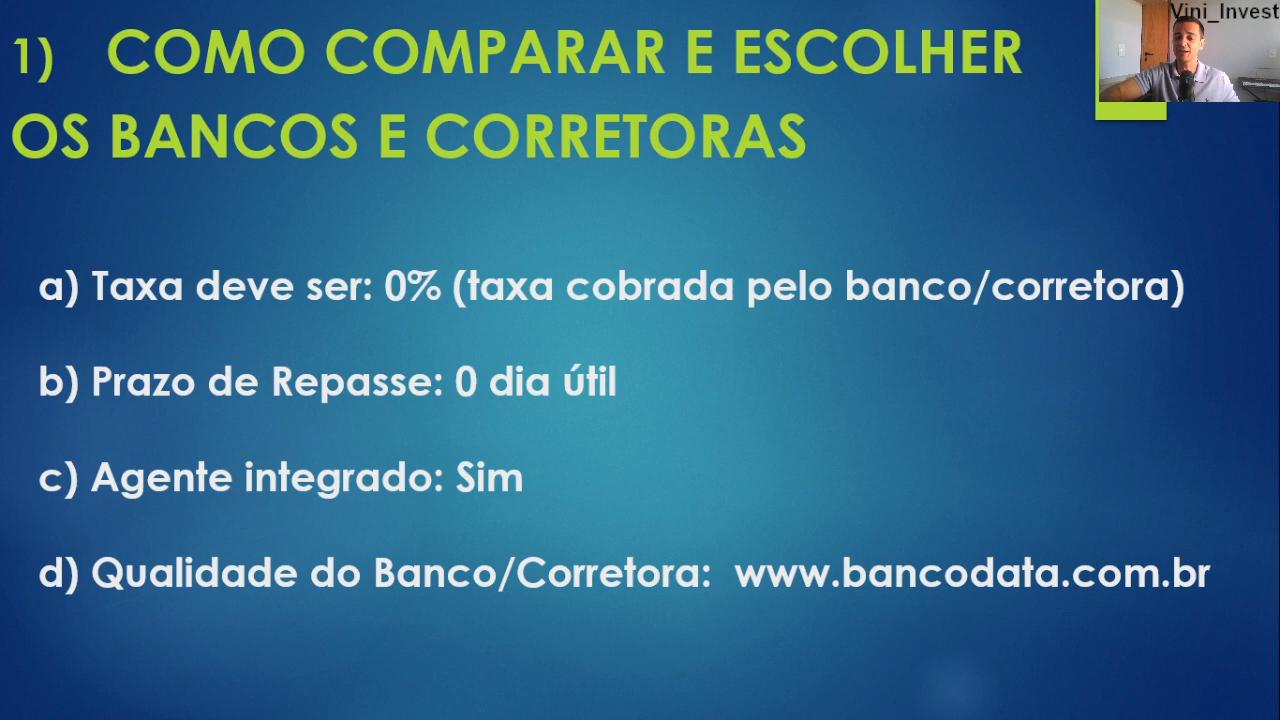 Vini_Invest
1) COMO COMPARAR E ESCOLHER
OS BANCOS E CORRETORAS
a) Taxa deve ser: 0% (taxa cobrada pelo banco/corretora)
b) Prazo de Repasse: 0 dia útil
c) Agente integrado: Sim
d) Qualidade do Banco/Corretora: www.bancodata.com.br